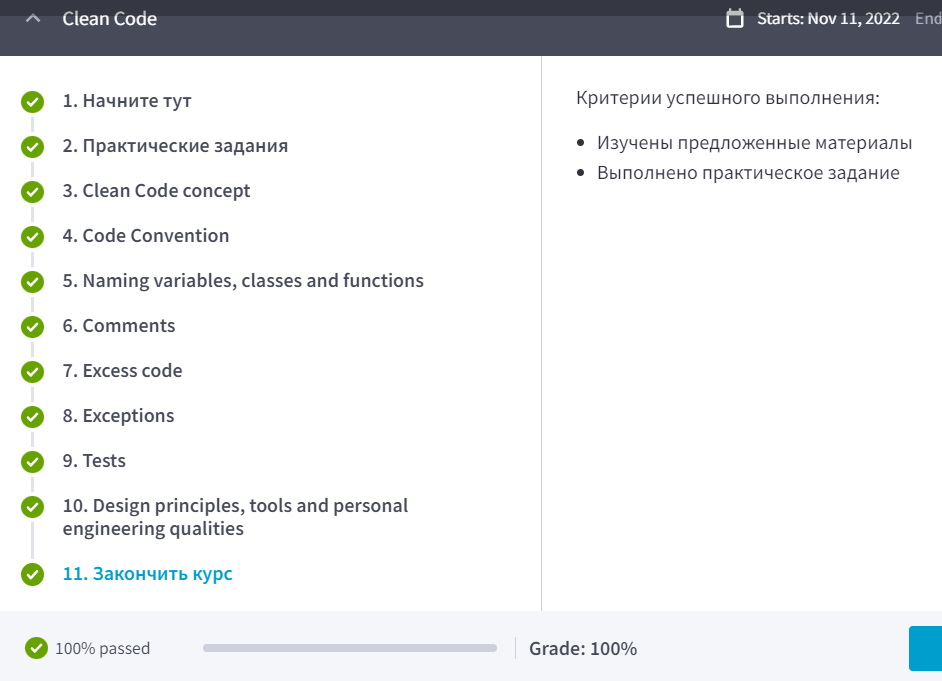 Clean Code
Starts: Nov 11, 2022 End
1. Начните тут
2. Практические задания
3. Clean Code concept
4. Code Convention
5. Naming variables, classes and functions
6. Comments
7. Excess code
8. Exceptions
9. Tests
10. Design principles, tools and personal
engineering qualities
11. Закончить курс
Критерии успешного выполнения:
Изучены предложенные материалы
Выполнено практическое задание
100% passed
Grade: 100%